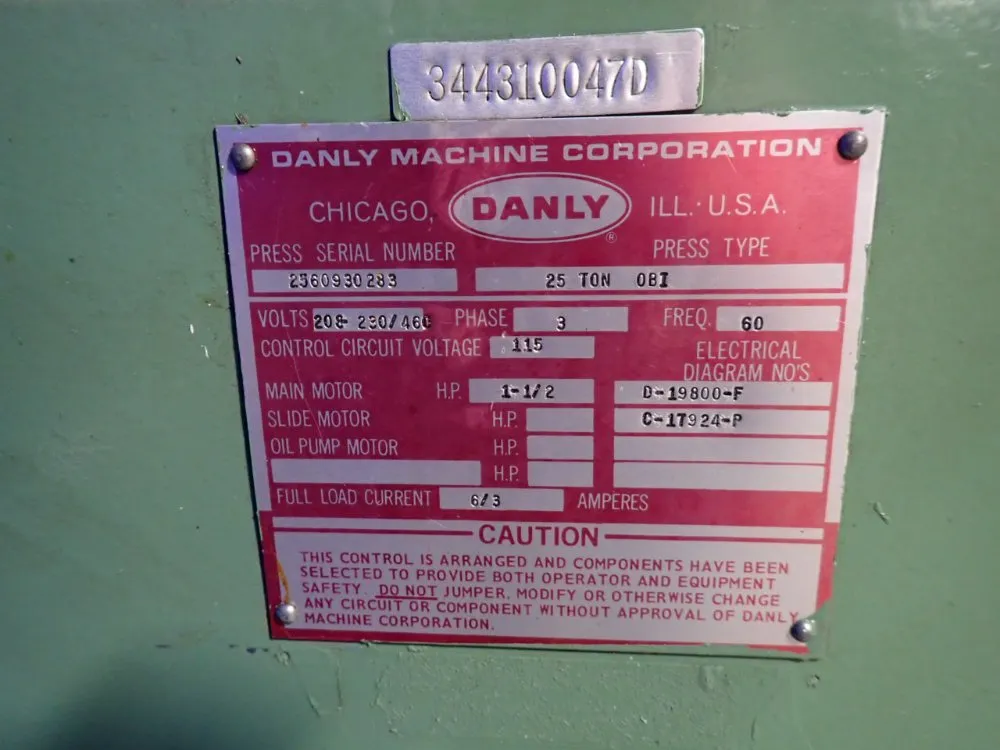 344310047D
DANLY MACHINE CORPORATION
CHICAGO, DANLY ® ILL. U.S.A.
PRESS SERIAL NUMBER PRESS TYPE
2560930283 25 TON OBI
VOLTS 208-230/460 PHASE 3 FREQ. 60
CONTROL CIRCUIT VOLTAGE 115 ELECTRICAL
DIAGRAM NO'S
MAIN MOTOR H.P. 1-1/2 D-19800-F
SLIDE MOTOR H.P. C-17924-P
OIL PUMP MOTOR H.P.
H.P.
FULL LOAD CURRENT 6/3 AMPERES
CAUTION
THIS CONTROL IS ARRANGED AND COMPONENTS HAVE BEEN
SELECTED TO PROVIDE BOTH OPERATOR AND EQUIPMENT
SAFETY. DO NOT JUMPER, MODIFY OR OTHERWISE CHANGE
ANY CIRCUIT OR COMPONENT WITHOUT APPROVAL OF DANLY
MACHINE CORPORATION.